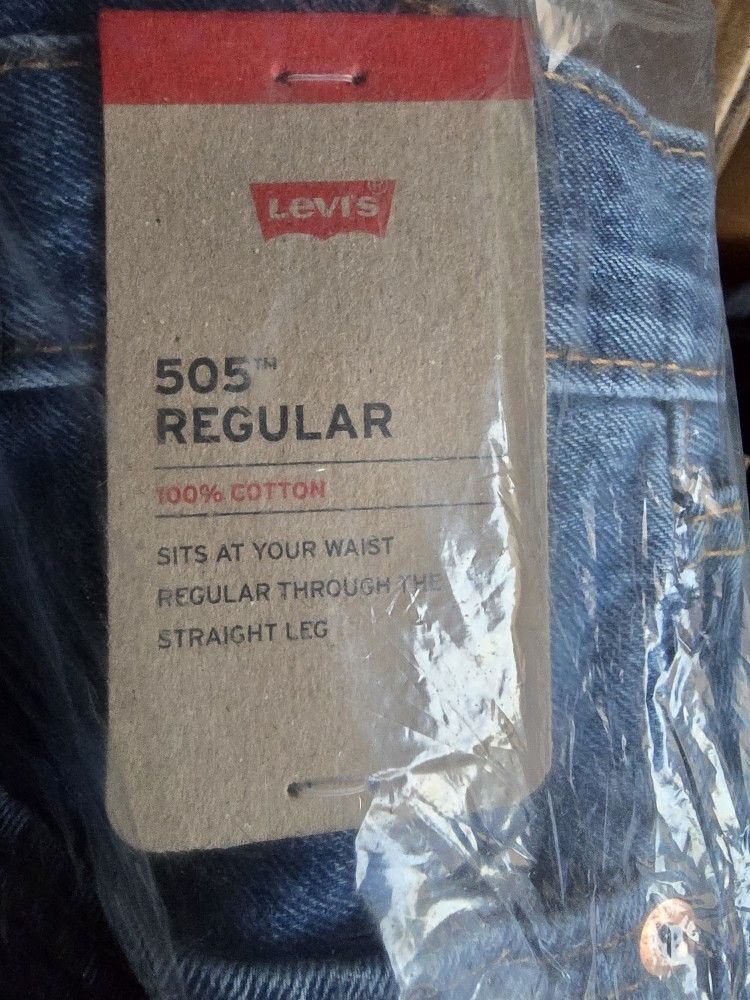 Levi's®
505™
REGULAR
100% COTTON
SITS AT YOUR WAIST
REGULAR THROUGH THE
STRAIGHT LEG